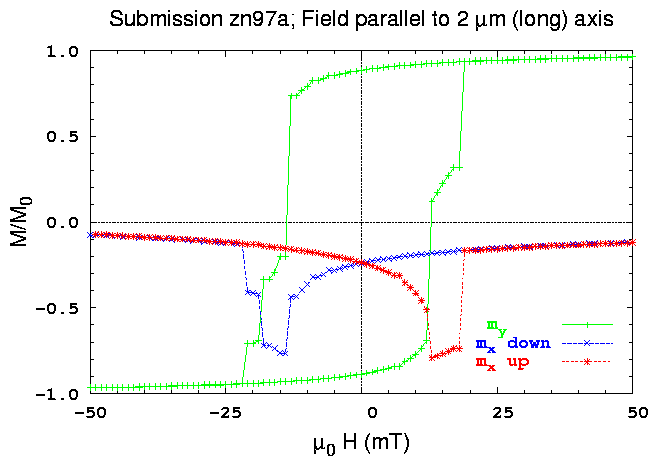 Submission zn97a; Field parallel to 2 μm (long) axis
1.0
0.5
0.0
-0.5
-1.0
M/M0
-50 -25 0 25 50
μ0 H (mT)
my
mx down
mx up